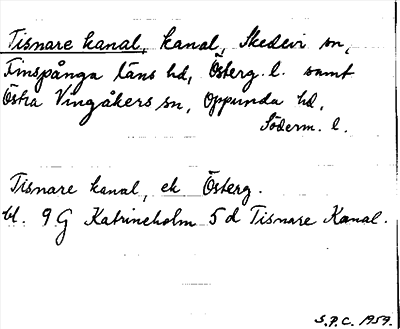 Tisnare kanal, kanal, Skedevi sn,
Finspånga läns hd, Österg. l. samt
Östra Vingåkers sn, Oppunda hd,
Söderm. l.
Tisnare kanal, ek Österg.
bl. 9 G Katrineholm 5 d Tisnare Kanal.
S.P.C. 1959.